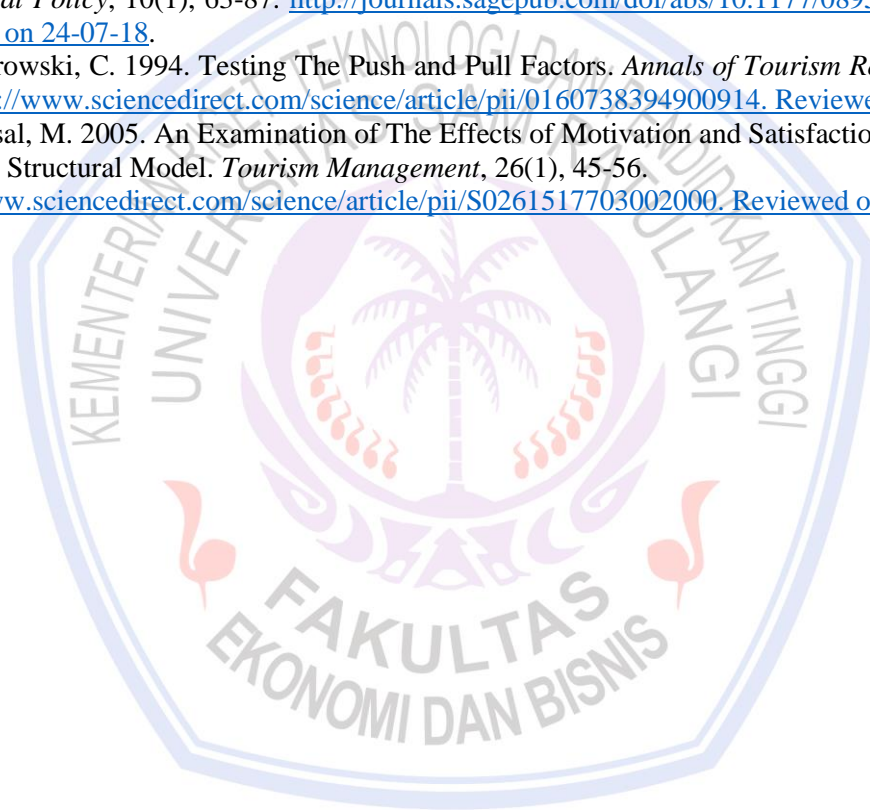 al Policy, 10(1), 63-87. http://journals.sagepub.com/doi/abs/10.1177/0895
on 24-07-18.
rowski, C. 1994. Testing The Push and Pull Factors. Annals of Tourism Re
://www.sciencedirect.com/science/article/pii/0160738394900914. Reviewe
sal, M. 2005. An Examination of The Effects of Motivation and Satisfactio
Structural Model. Tourism Management, 26(1), 45-56.
w.sciencedirect.com/science/article/pii/S0261517703002000. Reviewed o
KEMENTERIAN RISET TEKNOLOGI DAN PENDIDIKAN TINGGI
UNIVERSITAS SAM RATULANGI
FAKULTAS
EKONOMI DAN BISNIS